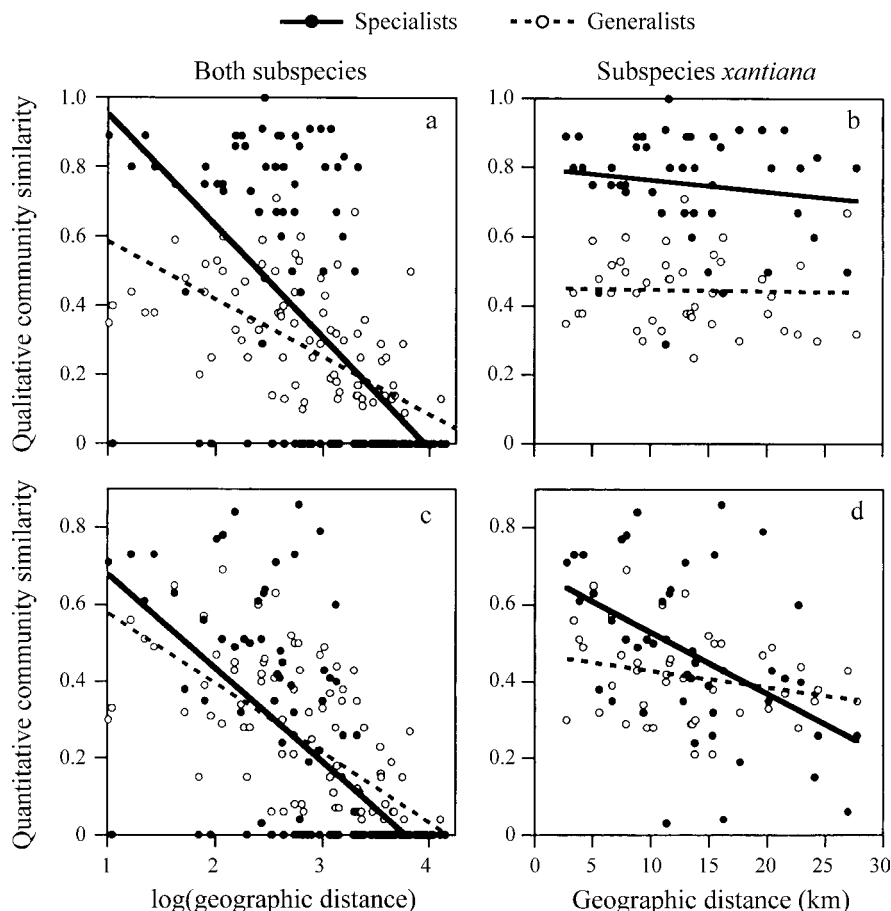 Specialists Generalists
Both subspecies
Subspecies xantiana
Qualitative community similarity
1.0
0.8
0.6
0.4
0.2
0
a
b
Quantitative community similarity
0.8
0.6
0.4
0.2
0
c
d
1 2 3 4
0 5 10 15 20 25 30
log(geographic distance)
Geographic distance (km)